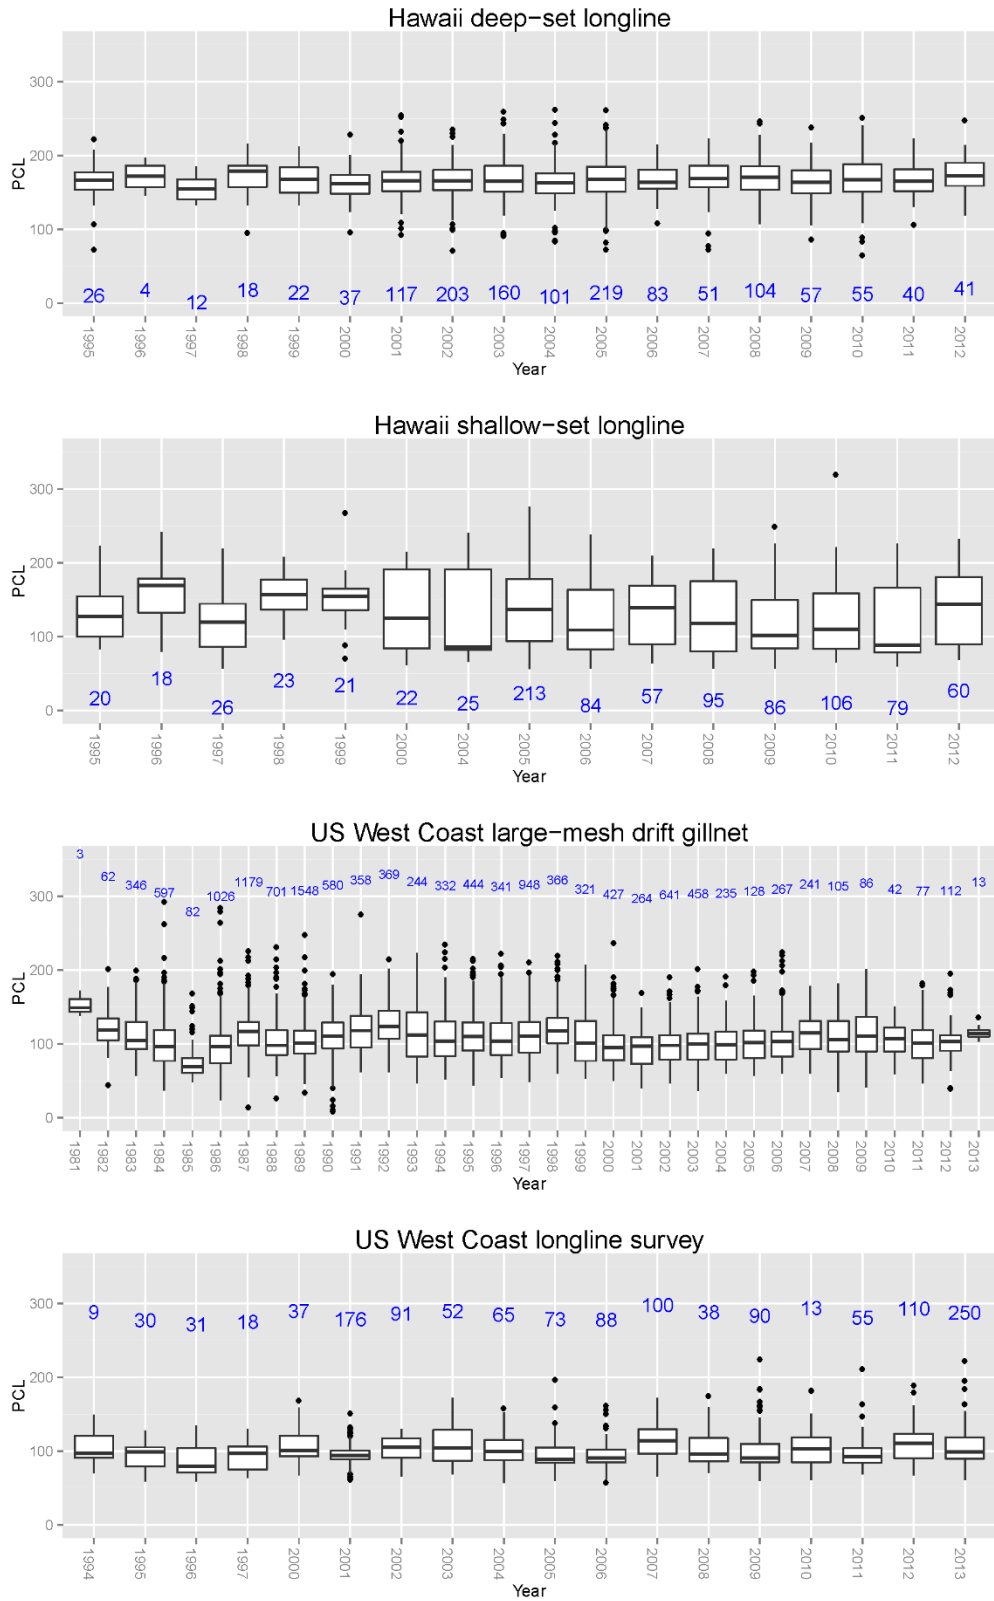 Hawaii deep−set longline
300
200
100
0
PCL
26 4 12 18 22 37 117 203 160 101 219 83 51 104 57 55 40 41
1995 1996 1997 1998 1999 2000 2001 2002 2003 2004 2005 2006 2007 2008 2009 2010 2011 2012
Year
Hawaii shallow−set longline
300
200
100
0
PCL
20 18 26 23 21 22 25 213 84 57 95 86 106 79 60
1995 1996 1997 1998 1999 2000 2004 2005 2006 2007 2008 2009 2010 2011 2012
Year
US West Coast large−mesh drift gillnet
300
200
100
0
PCL
3 62 346 597 82 1026 1179 701 1548 580 358 369 244 332 444 341 948 366 321 427 264 641 458 235 128 267 241 105 86 42 77 112 13
1981 1982 1983 1984 1985 1986 1987 1988 1989 1990 1991 1992 1993 1994 1995 1996 1997 1998 1999 2000 2001 2002 2003 2004 2005 2006 2007 2008 2009 2010 2011 2012 2013
Year
US West Coast longline survey
300
200
100
0
PCL
9 30 31 18 37 176 91 52 65 73 88 100 38 90 13 55 110 250
1994 1995 1996 1997 2000 2001 2002 2003 2004 2005 2006 2007 2008 2009 2010 2011 2012 2013
Year